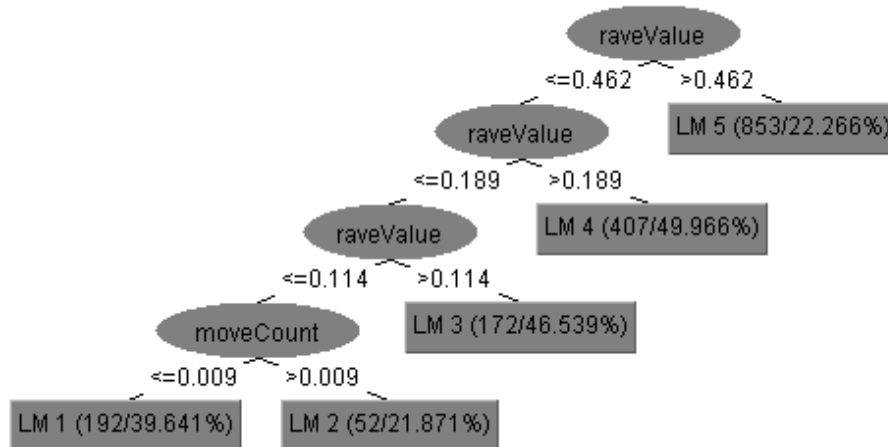 raveValue
<=0.462 >0.462
raveValue
LM 5 (853/22.266%)
<=0.189 >0.189
raveValue
LM 4 (407/49.966%)
<=0.114 >0.114
moveCount
LM 3 (172/46.539%)
<=0.009 >0.009
LM 1 (192/39.641%) LM 2 (52/21.871%)